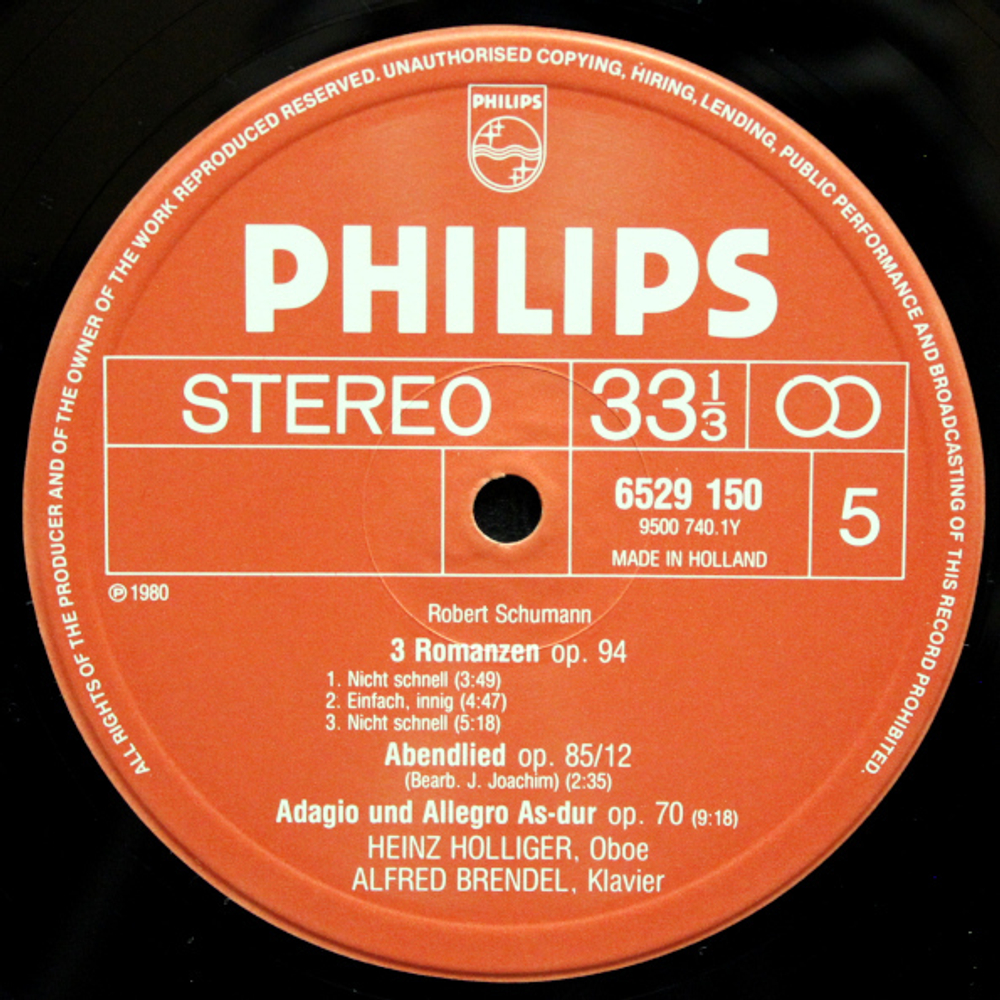 ALL RIGHTS OF THE PRODUCER AND OF THE OWNER OF THE WORK REPRODUCED RESERVED. UNAUTHORISED COPYING, HIRING, LENDING, PUBLIC PERFORMANCE AND BROADCASTING OF THIS RECORD PROHIBITED.
PHILIPS
PHILIPS
STEREO
33 1/3
6529 150
9500 740.1Y
MADE IN HOLLAND
5
℗ 1980
Robert Schumann
3 Romanzen op. 94
1. Nicht schnell (3:49)
2. Einfach, innig (4:47)
3. Nicht schnell (5:18)
Abendlied op. 85/12
(Bearb. J. Joachim) (2:35)
Adagio und Allegro As-dur op. 70 (9:18)
HEINZ HOLLIGER, Oboe
ALFRED BRENDEL, Klavier